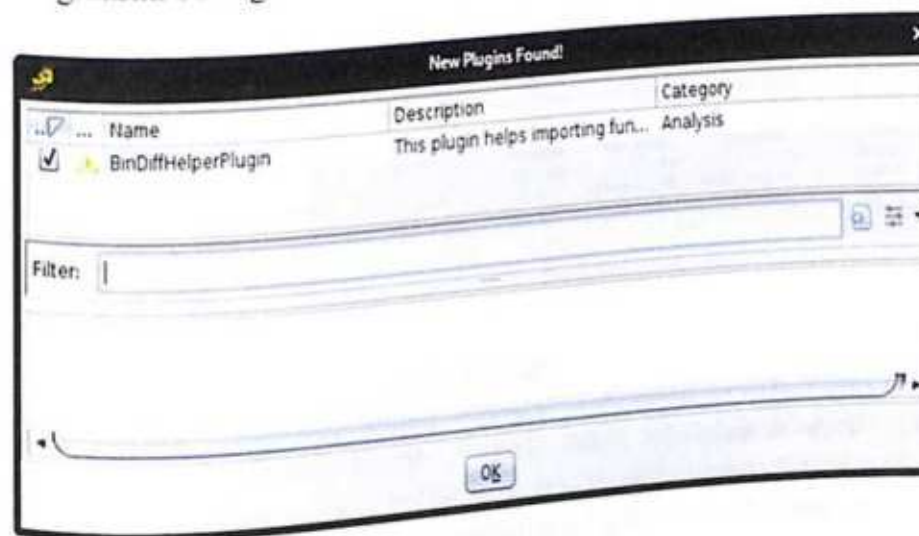 New Plugins Found!
... Name Description Category
BinDiffHelperPlugin This plugin helps importing fun... Analysis
Filter:
OK